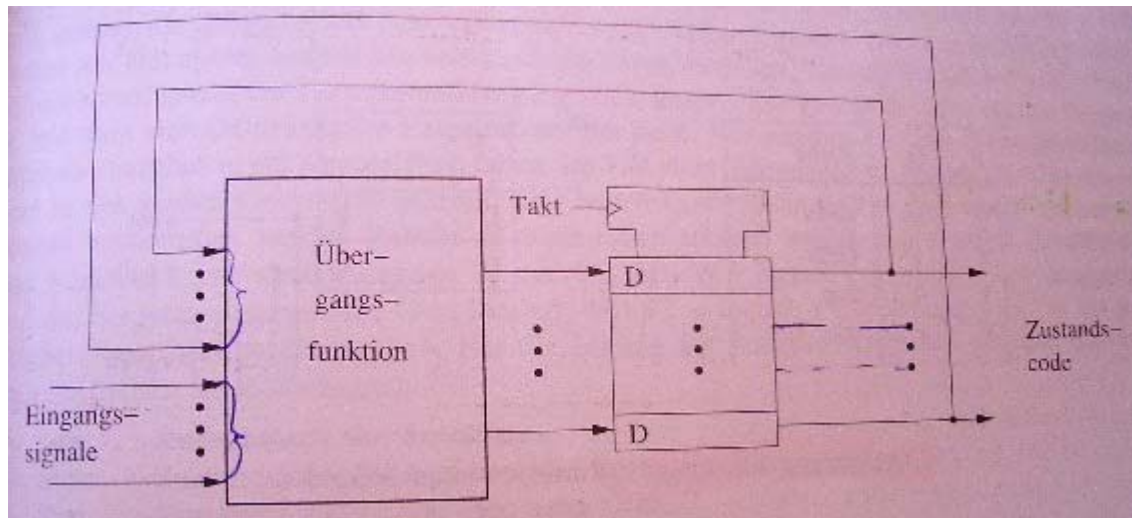 Takt
D
Über–
gangs–
funktion
Zustands–
code
Eingangs–
signale
D